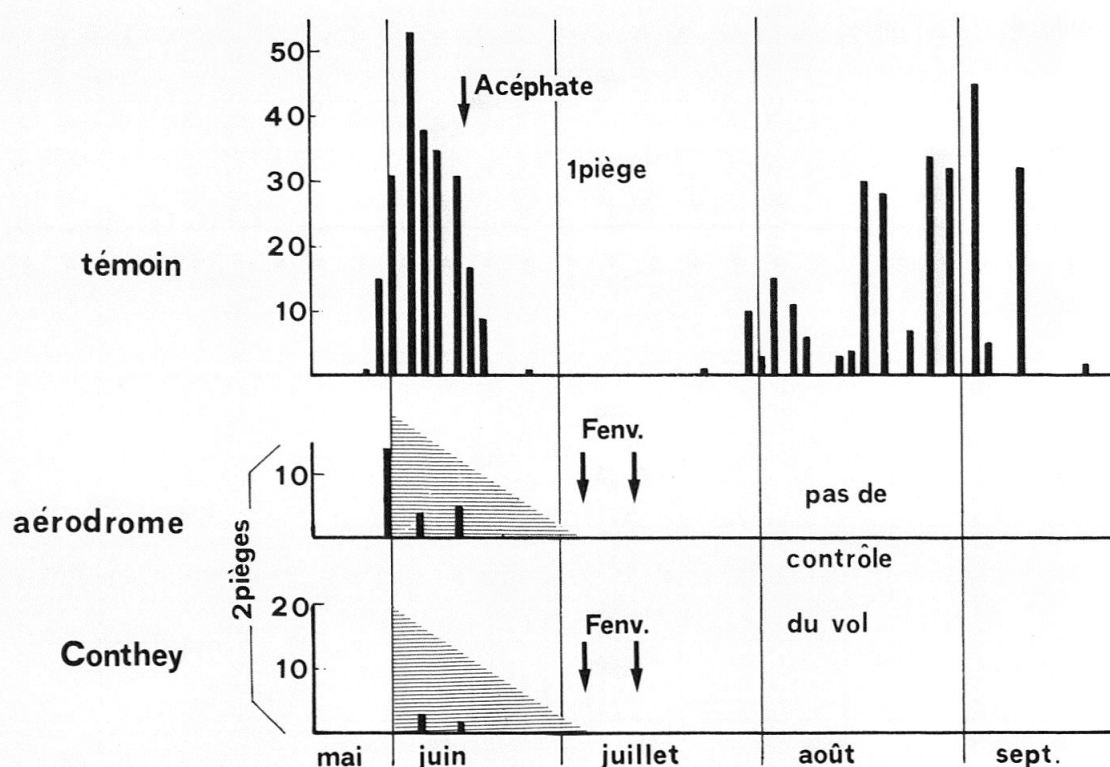 50
Acéphate
40
1piège
30
témoin
20
10
Fenv.
10
pas de
aérodrome
contrôle
2pièges
20
Fenv.
du vol
Conthey
10
mai juin juillet août sept.